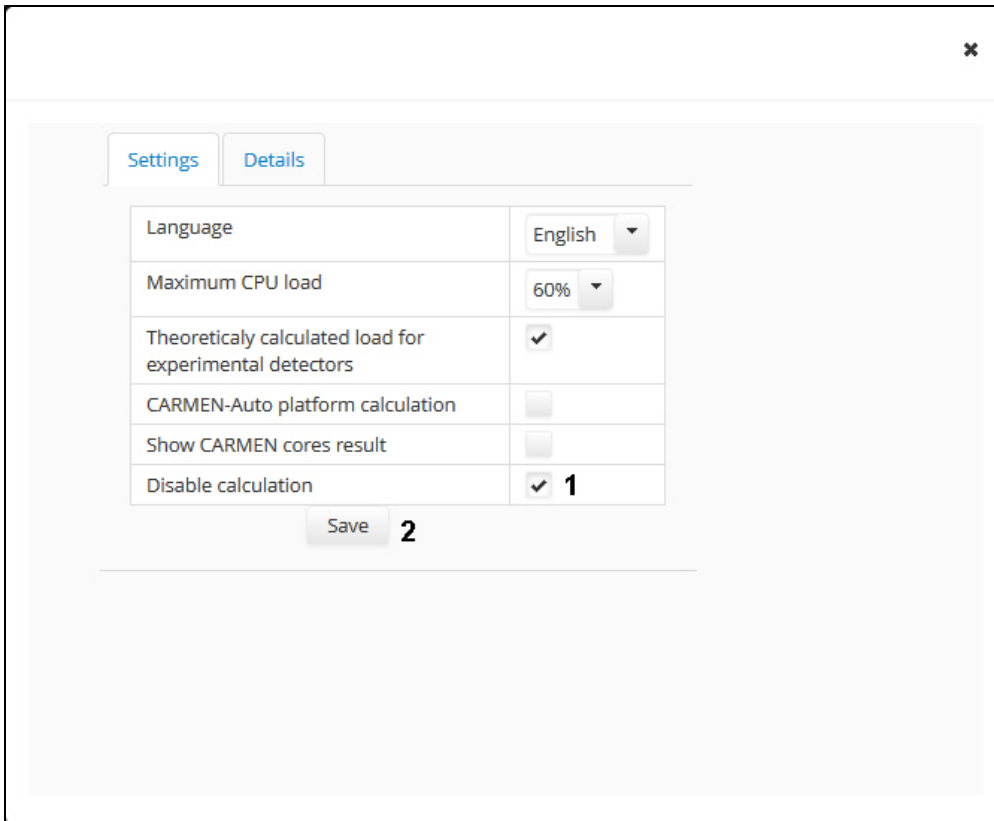 Settings
Details
Language
English
Maximum CPU load
60%
Theoreticaly calculated load for
experimental detectors
CARMEN-Auto platform calculation
Show CARMEN cores result
Disable calculation
1
Save
2